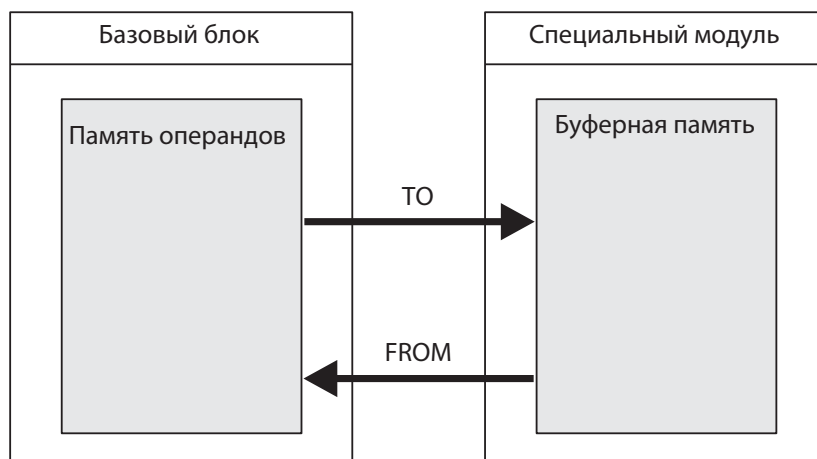 Базовый блок
Специальный модуль
Память операндов
Буферная память
TO
FROM